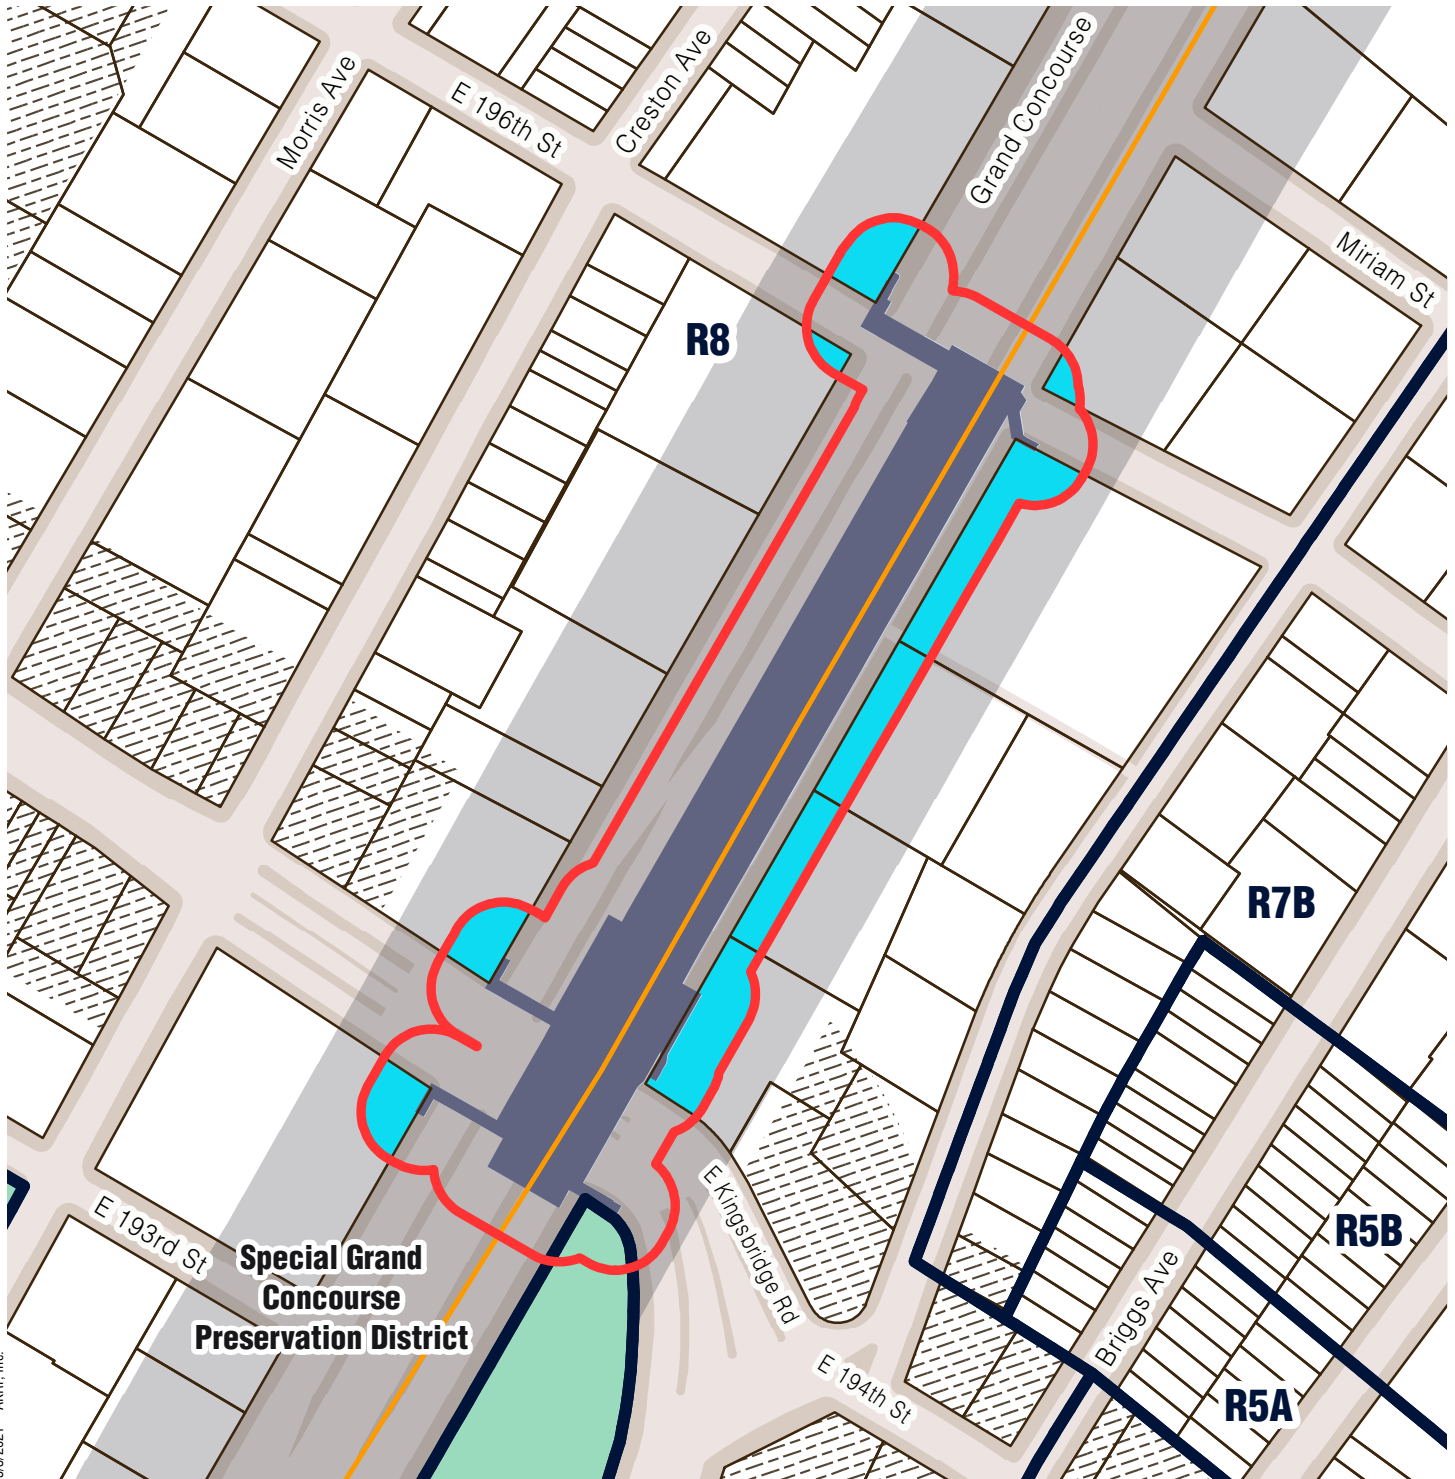 Morris Ave
E 196th St
Creston Ave
Grand Concourse
Miriam St
R8
R7B
E 193rd St
Special Grand
Concourse
Preservation District
E Kingsbridge Rd
E 194th St
Briggs Ave
R5B
R5A